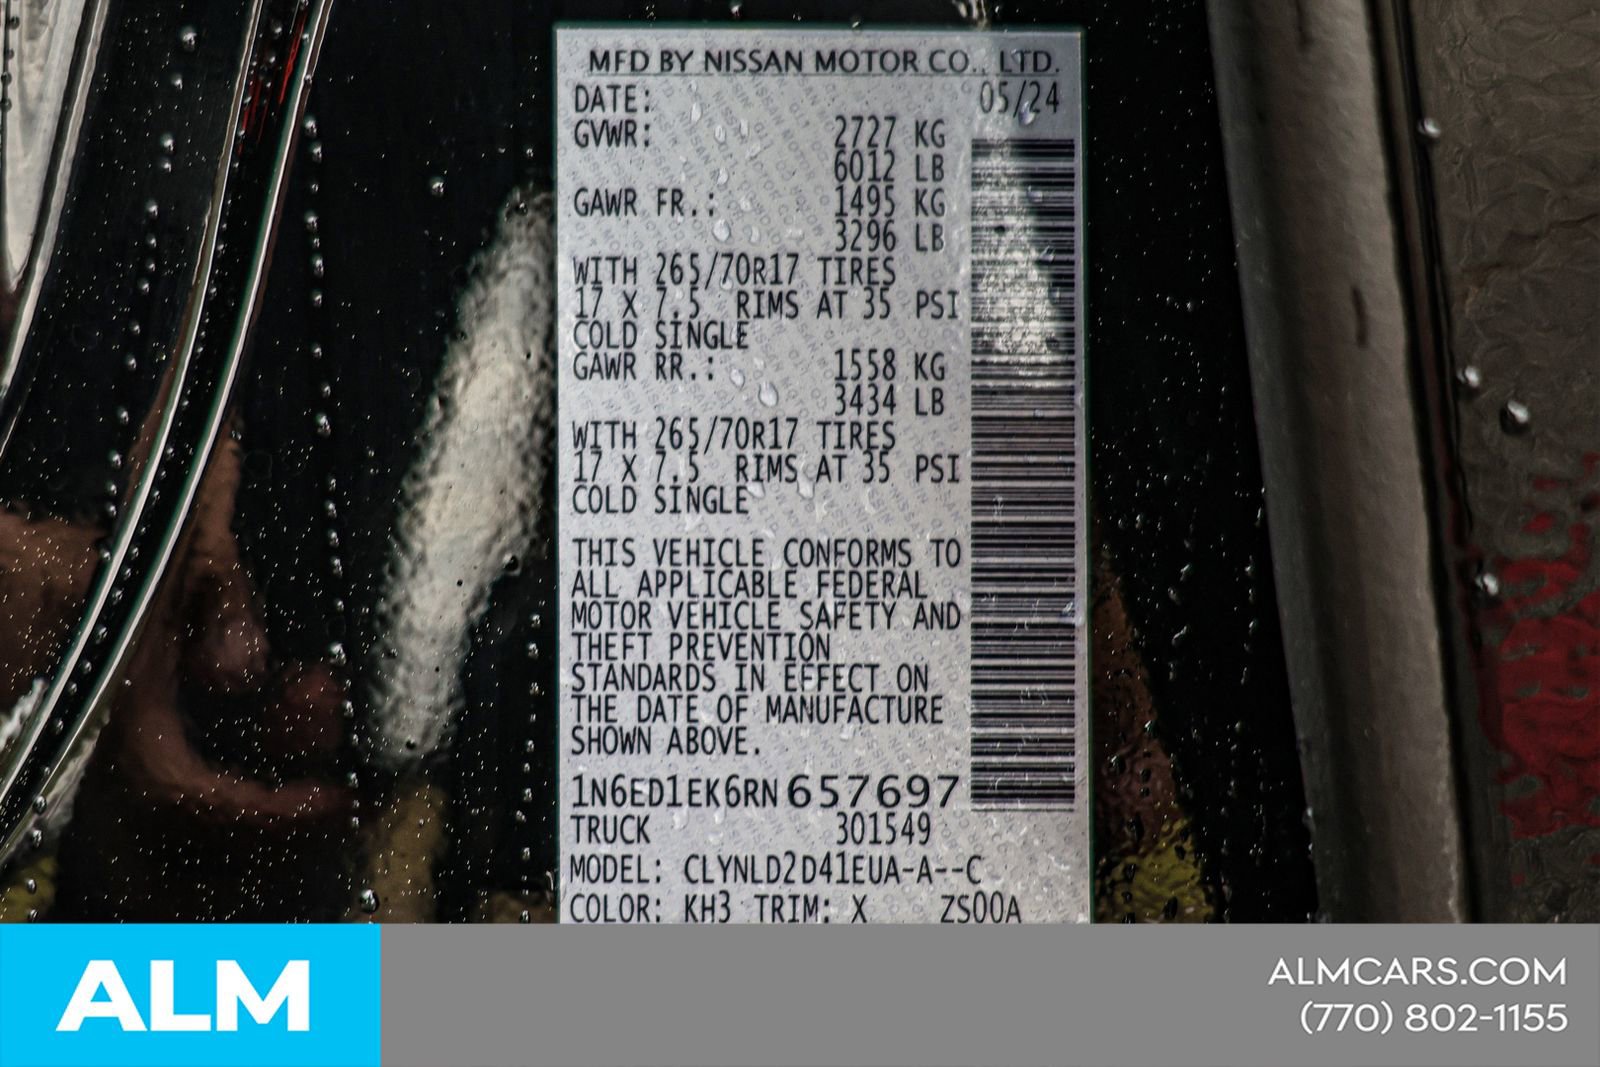 MFD BY NISSAN MOTOR CO., LTD.
DATE: 05/24
GVWR: 2727 KG
6012 LB
GAWR FR.: 1495 KG
3296 LB
WITH 265/70R17 TIRES
17 X 7.5 RIMS AT 35 PSI
COLD SINGLE
GAWR RR.: 1558 KG
3434 LB
WITH 265/70R17 TIRES
17 X 7.5 RIMS AT 35 PSI
COLD SINGLE
THIS VEHICLE CONFORMS TO
ALL APPLICABLE FEDERAL
MOTOR VEHICLE SAFETY AND
THEFT PREVENTION
STANDARDS IN EFFECT ON
THE DATE OF MANUFACTURE
SHOWN ABOVE.
1N6ED1EK6RN657697
TRUCK 301549
MODEL: CLYNLD2D41EUA-A--C
COLOR: KH3 TRIM: X ZS00A
ALM
ALMCARS.COM
(770) 802-1155